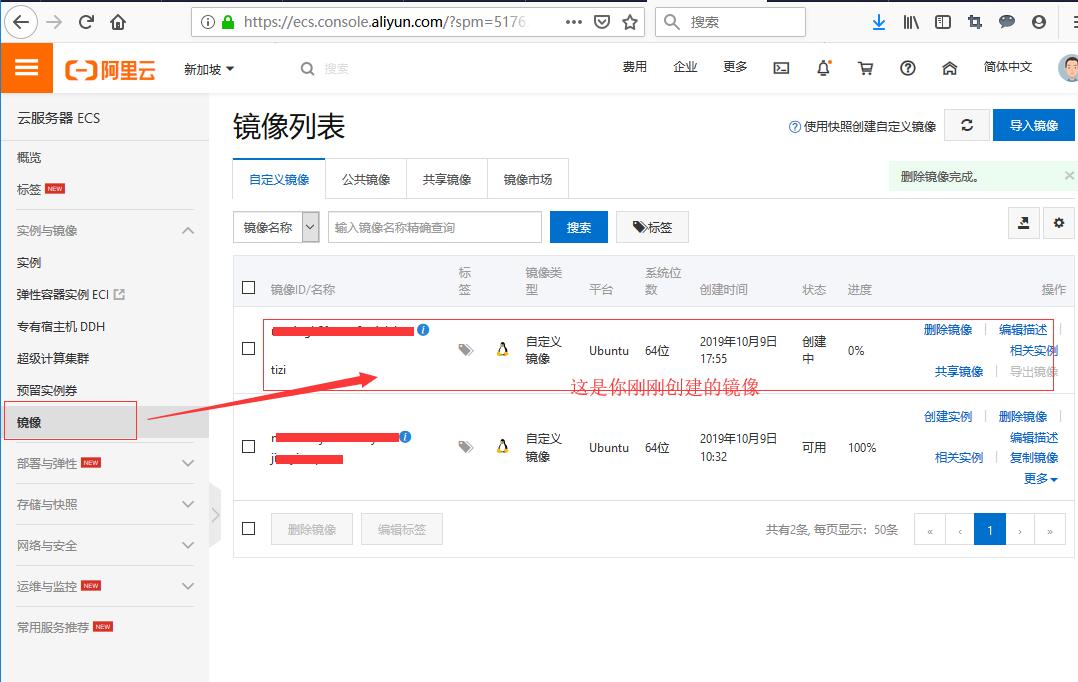 https://ecs.console.aliyun.com/?spm=5176
搜索
阿里云
新加坡
搜索
费用
企业
更多
简体中文
云服务器 ECS
概览
标签 NEW
实例与镜像
实例
弹性容器实例 ECI
专有宿主机 DDH
超级计算集群
预留实例券
镜像
部署与弹性 NEW
存储与快照
网络与安全
运维与监控 NEW
常用服务推荐 NEW
镜像列表
使用快照创建自定义镜像
导入镜像
自定义镜像
公共镜像
共享镜像
镜像市场
删除镜像完成。
镜像名称
输入镜像名称精确查询
搜索
标签
镜像ID/名称
标签
镜像类型
平台
系统位数
创建时间
状态
进度
操作
tizi
自定义镜像
Ubuntu
64位
2019年10月9日
17:55
创建中
0%
删除镜像
编辑描述
相关实例
共享镜像
导出镜像
这是你刚刚创建的镜像
自定义镜像
Ubuntu
64位
2019年10月9日
10:32
可用
100%
创建实例
删除镜像
编辑描述
相关实例
复制镜像
更多
删除镜像
编辑标签
共有2条, 每页显示：50条
« ‹ 1 › »